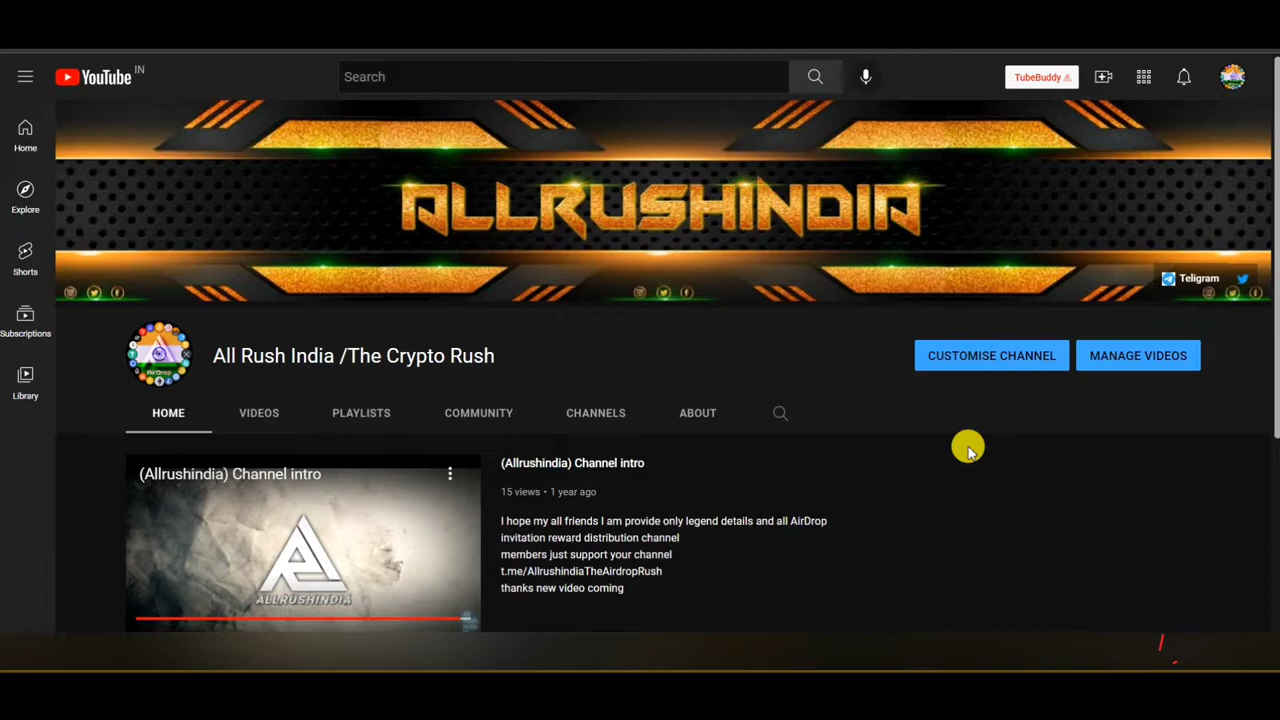 YouTube IN
Search
TubeBuddy
Home
Explore
Shorts
Subscriptions
Library
ALLRUSHINDIA
Teligram
AirDrop
All Rush India /The Crypto Rush
CUSTOMISE CHANNEL
MANAGE VIDEOS
HOME
VIDEOS
PLAYLISTS
COMMUNITY
CHANNELS
ABOUT
(Allrushindia) Channel intro
ALLRUSHINDIA
(Allrushindia) Channel intro
15 views • 1 year ago
I hope my all friends I am provide only legend details and all AirDrop
invitation reward distribution channel
members just support your channel
t.me/AllrushindiaTheAirdropRush
thanks new video coming